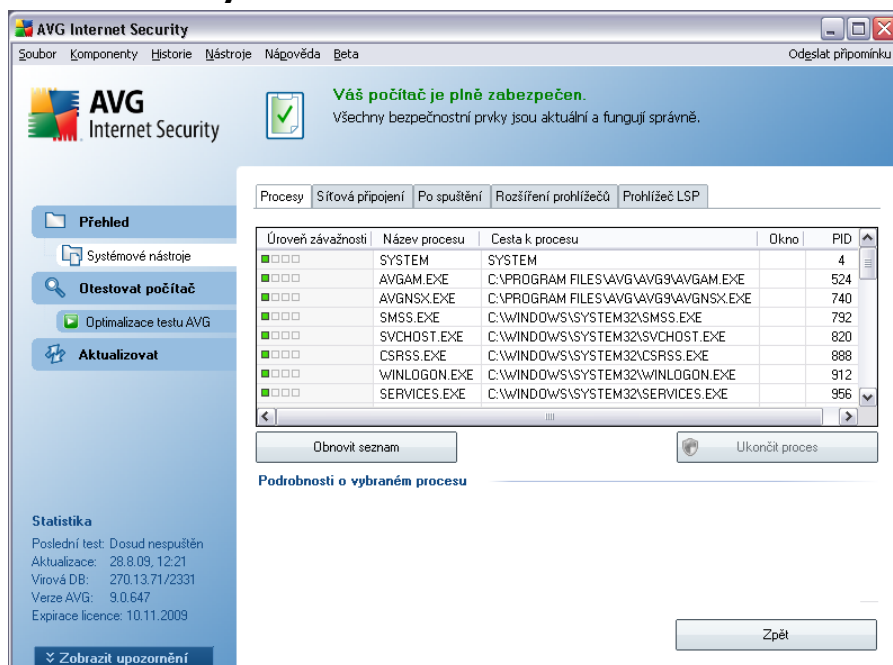 AVG Internet Security
Soubor Komponenty Historie Nástroje Nápověda Beta Odeslat připomínku
AVG
Internet Security
Váš počítač je plně zabezpečen.
Všechny bezpečnostní prvky jsou aktuální a fungují správně.
Procesy Síťová připojení Po spuštění Rozšíření prohlížečů Prohlížeč LSP
Přehled
Systémové nástroje
Otestovat počítač
Optimalizace testu AVG
Aktualizovat
Úroveň závažnosti Název procesu Cesta k procesu Okno PID
SYSTEM SYSTEM 4
AVGAM.EXE C:\PROGRAM FILES\AVG\AVG9\AVGAM.EXE 524
AVGNSX.EXE C:\PROGRAM FILES\AVG\AVG9\AVGNSX.EXE 740
SMSS.EXE C:\WINDOWS\SYSTEM32\SMSS.EXE 792
SVCHOST.EXE C:\WINDOWS\SYSTEM32\SVCHOST.EXE 820
CSRSS.EXE C:\WINDOWS\SYSTEM32\CSRSS.EXE 888
WINLOGON.EXE C:\WINDOWS\SYSTEM32\WINLOGON.EXE 912
SERVICES.EXE C:\WINDOWS\SYSTEM32\SERVICES.EXE 956
Obnovit seznam Ukončit proces
Podrobnosti o vybraném procesu
Statistika
Poslední test: Dosud nespuštěn
Aktualizace: 28.8.09, 12:21
Virová DB: 270.13.71/2331
Verze AVG: 9.0.647
Expirace licence: 10.11.2009
Zpět
Zobrazit upozornění